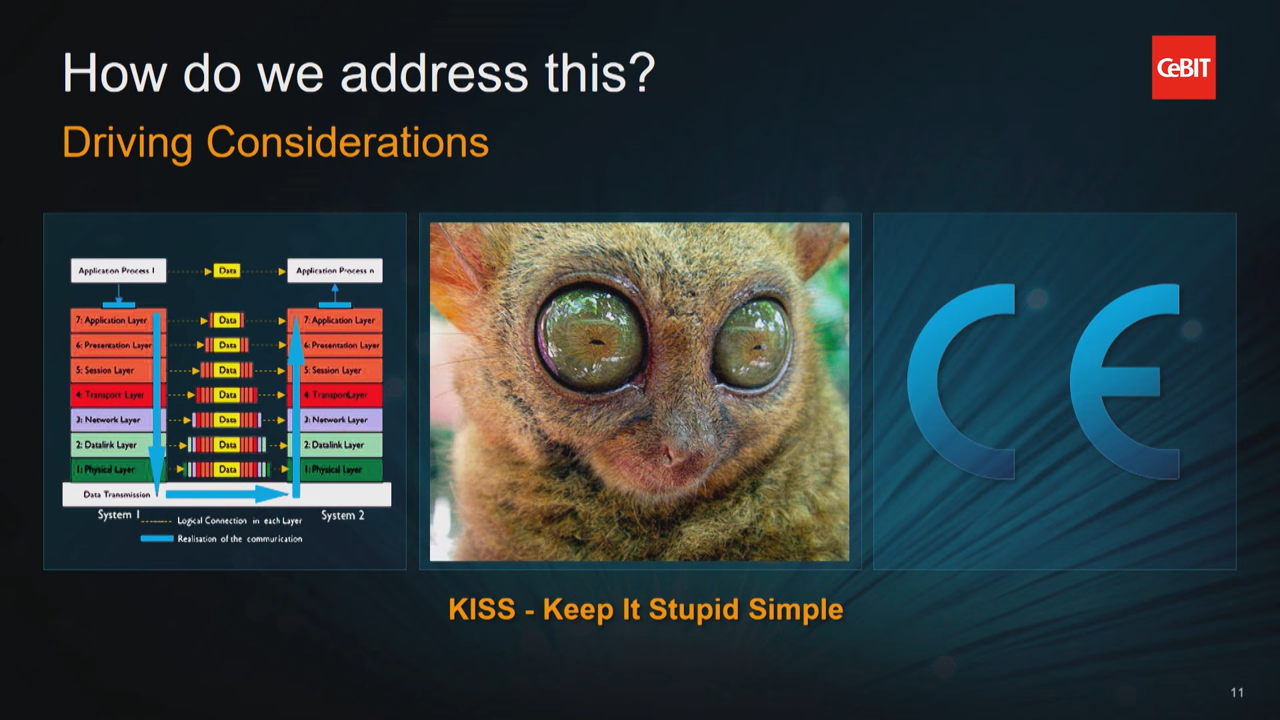 How do we address this?
CeBIT
Driving Considerations
Application Process 1
Data
Application Process n
7: Application Layer
Data
7: Application Layer
6: Presentation Layer
Data
6: Presentation Layer
5: Session Layer
Data
5: Session Layer
4: Transport Layer
Data
4: Transport Layer
3: Network Layer
Data
3: Network Layer
2: Datalink Layer
Data
2: Datalink Layer
1: Physical Layer
Data
1: Physical Layer
Data Transmission
System 1
System 2
Logical Connection in each Layer
Realisation of the communication
CE
KISS - Keep It Stupid Simple
11